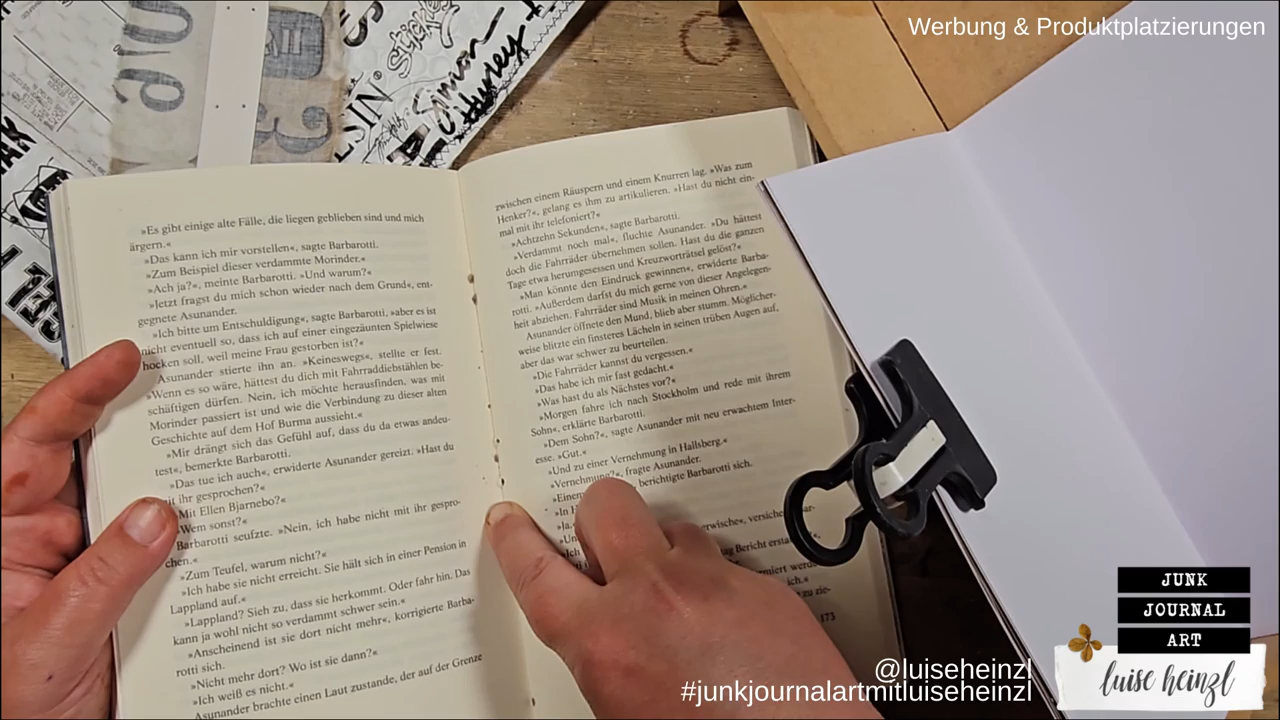 Werbung & Produktplatzierungen
Sticker
»Es gibt einige alte Fälle, die liegen geblieben sind und mich
ärgern.«
»Das kann ich mir vorstellen«, sagte Barbarotti.
»Zum Beispiel dieser verdammte Morinder.«
»Ach ja?«, meinte Barbarotti. »Und warum?«
»Jetzt fragst du mich schon wieder nach dem Grund«, ent-
gegnete Asunander.
»Ich bitte um Entschuldigung«, sagte Barbarotti, »aber es ist
nicht eventuell so, dass ich auf einer eingezäunten Spielwiese
hocken soll, weil meine Frau gestorben ist?«
Asunander stierte ihn an. »Keineswegs«, stellte er fest.
»Wenn es so wäre, hättest du dich mit Fahrraddiebstählen be-
schäftigen dürfen. Nein, ich möchte herausfinden, was mit
Morinder passiert ist und wie die Verbindung zu dieser alten
Geschichte auf dem Hof Burma aussieht.«
»Mir drängt sich das Gefühl auf, dass du da etwas andeu-
test«, bemerkte Barbarotti.
»Das tue ich auch«, erwiderte Asunander gereizt. »Hast du
mit ihr gesprochen?«
»Mit Ellen Bjarnebo?«
»Wem sonst?«
Barbarotti seufzte. »Nein, ich habe nicht mit ihr gespro-
chen.«
»Zum Teufel, warum nicht?«
»Ich habe sie nicht erreicht. Sie hält sich in einer Pension in
Lappland auf.«
»Lappland? Sieh zu, dass sie herkommt. Oder fahr hin. Das
kann ja wohl nicht so verdammt schwer sein.«
»Anscheinend ist sie dort nicht mehr«, korrigierte Barba-
rotti sich.
»Nicht mehr dort? Wo ist sie dann?«
»Ich weiß es nicht.«
Asunander brachte einen Laut zustande, der auf der Grenze
zwischen einem Räuspern und einem Knurren lag. »Was zum
Henker?«, gelang es ihm zu artikulieren. »Hast du nicht ein-
mal mit ihr telefoniert?«
»Achtzehn Sekunden«, sagte Barbarotti.
»Verdammt noch mal«, fluchte Asunander. »Du hättest
doch die Fahrräder übernehmen sollen. Hast du die ganzen
Tage etwa herumgesessen und Kreuzworträtsel gelöst?«
»Man könnte den Eindruck gewinnen«, erwiderte Barba-
rotti. »Außerdem darfst du mich gerne von dieser Angelegen-
heit abziehen. Fahrräder sind Musik in meinen Ohren.«
Asunander öffnete den Mund, blieb aber stumm. Möglicher-
weise blitzte ein finsteres Lächeln in seinen trüben Augen auf,
aber das war schwer zu beurteilen.
»Die Fahrräder kannst du vergessen.«
»Das habe ich mir fast gedacht.«
»Was hast du als Nächstes vor?«
»Morgen fahre ich nach Stockholm und rede mit ihrem
Sohn«, erklärte Barbarotti.
»Dem Sohn?«, sagte Asunander mit neu erwachtem Inter-
esse. »Gut.«
»Und zu einer Vernehmung in Hallsberg.«
»Vernehmung?«, fragte Asunander.
berichtigte Barbarotti sich.
Bericht
ich.«
zu zie-
175
JUNK
JOURNAL
ART
luise heinzl
@luiseheinzl
#junkjournalartmitluiseheinzl